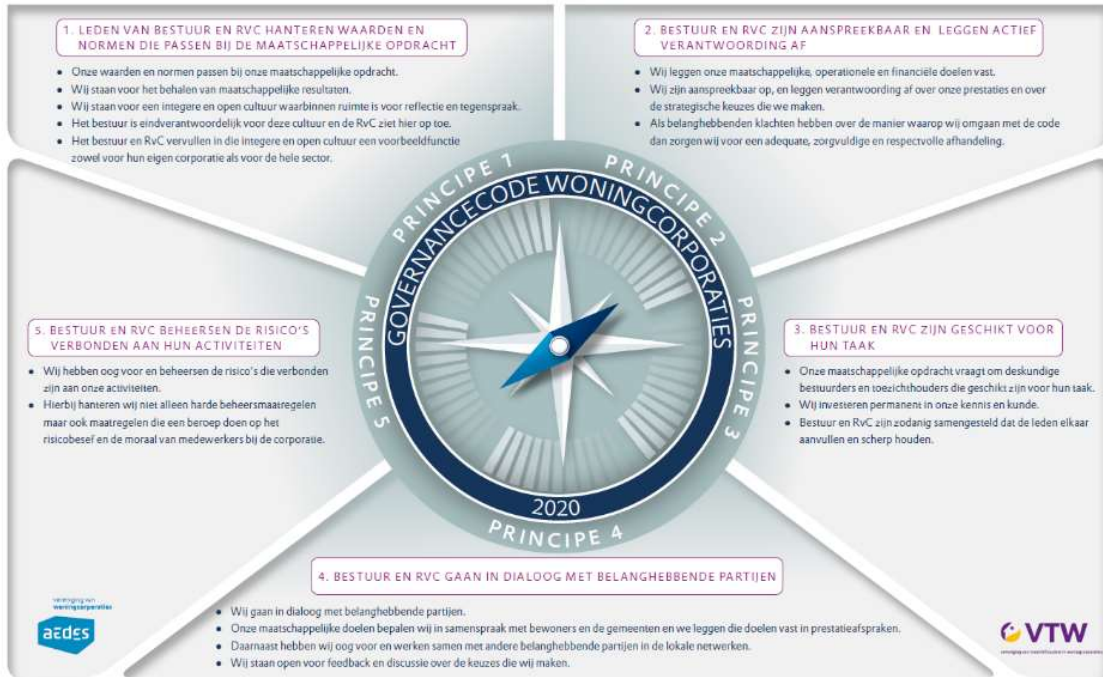 1. LEDEN VAN BESTUUR EN RVC HANTEREN WAARDEN EN
NORMEN DIE PASSEN BIJ DE MAATSCHAPPELIJKE OPDRACHT
• Onze waarden en normen passen bij onze maatschappelijke opdracht.
• Wij staan voor het behalen van maatschappelijke resultaten.
• Wij staan voor een integere en open cultuur waarbinnen ruimte is voor reflectie en tegenspraak.
• Het bestuur is eindverantwoordelijk voor deze cultuur en de RvC ziet hier op toe.
• Het bestuur en RvC vervullen in die integere en open cultuur een voorbeeldfunctie
zowel voor hun eigen corporatie als voor de hele sector.
2. BESTUUR EN RVC ZIJN AANSPREEKBAAR EN LEGGEN ACTIEF
VERANTWOORDING AF
• Wij leggen onze maatschappelijke, operationele en financiële doelen vast.
• Wij zijn aanspreekbaar op, en leggen verantwoording af over onze prestaties en over
de strategische keuzes die we maken.
• Als belanghebbenden klachten hebben over de manier waarop wij omgaan met de code
dan zorgen wij voor een adequate, zorgvuldige en respectvolle afhandeling.
PRINCIPE 1
PRINCIPE 2
PRINCIPE 3
PRINCIPE 4
PRINCIPE 5
GOVERNANCECODE WONINGCORPORATIES
2020
3. BESTUUR EN RVC ZIJN GESCHIKT VOOR
HUN TAAK
• Onze maatschappelijke opdracht vraagt om deskundige
bestuurders en toezichthouders die geschikt zijn voor hun taak.
• Wij investeren permanent in onze kennis en kunde.
• Bestuur en RvC zijn zodanig samengesteld dat de leden elkaar
aanvullen en scherp houden.
5. BESTUUR EN RVC BEHEERSEN DE RISICO'S
VERBONDEN AAN HUN ACTIVITEITEN
• Wij hebben oog voor en beheersen de risico's die verbonden
zijn aan onze activiteiten.
• Hierbij hanteren wij niet alleen harde beheersmaatregelen
maar ook maatregelen die een beroep doen op het
risicobesef en de moraal van medewerkers bij de corporatie.
4. BESTUUR EN RVC GAAN IN DIALOOG MET BELANGHEBBENDE PARTIJEN
• Wij gaan in dialoog met belanghebbende partijen.
• Onze maatschappelijke doelen bepalen wij in samenspraak met bewoners en de gemeenten en we leggen die doelen vast in prestatieafspraken.
• Daarnaast hebben wij oog voor en werken samen met andere belanghebbende partijen in de lokale netwerken.
• Wij staan open voor feedback en discussie over de keuzes die wij maken.
vereniging van
woningcorporaties
aedes
VTW